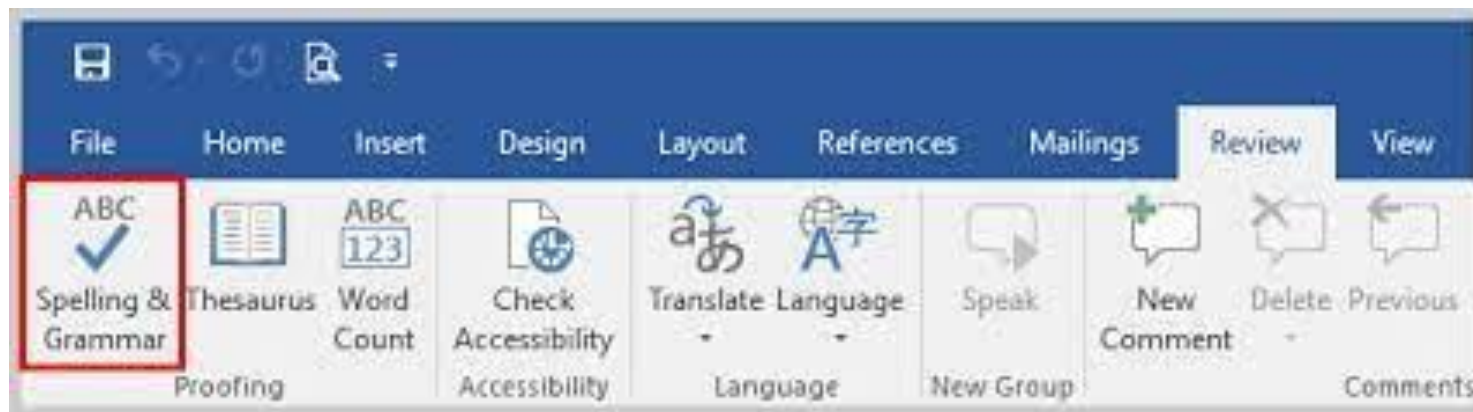 File Home Insert Design Layout References Mailings Review View
ABC ABC
123
Spelling & Thesaurus Word Check Translate Language Speak New Delete Previous
Grammar Count Accessibility Comment
Proofing Accessibility Language New Group Comments